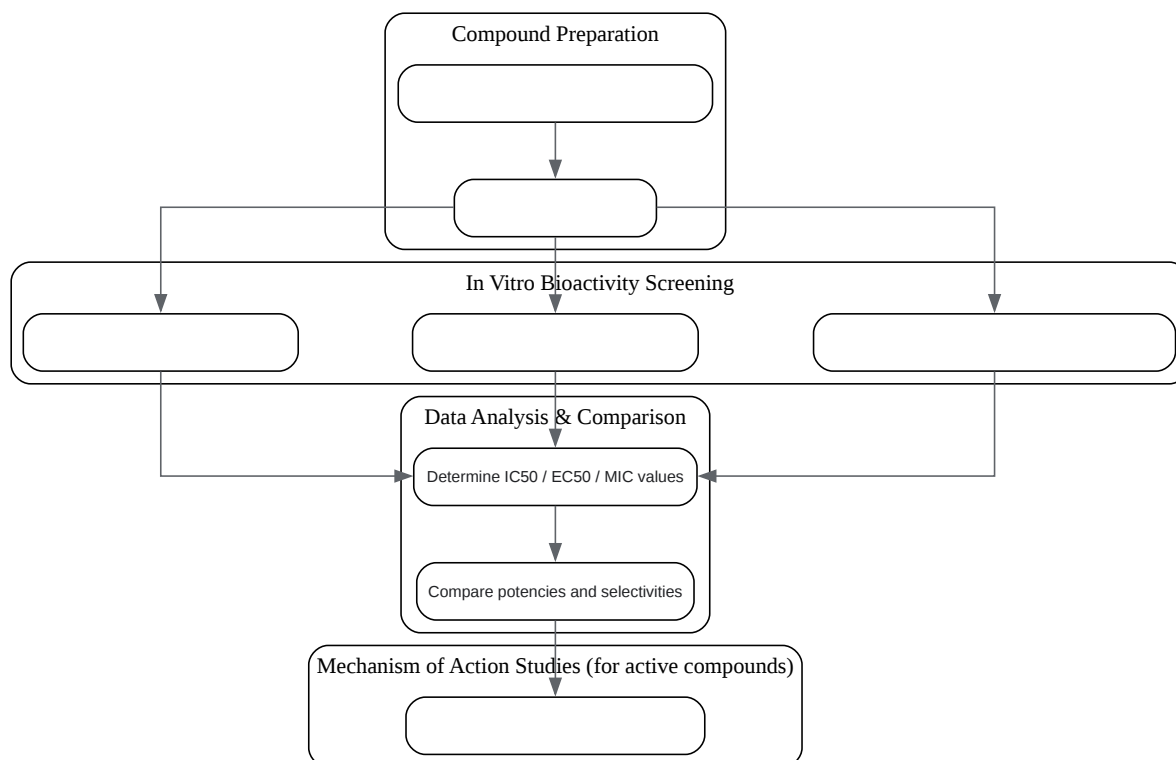 Compound Preparation
In Vitro Bioactivity Screening
Data Analysis & Comparison
Determine IC50 / EC50 / MIC values
Compare potencies and selectivities
Mechanism of Action Studies (for active compounds)